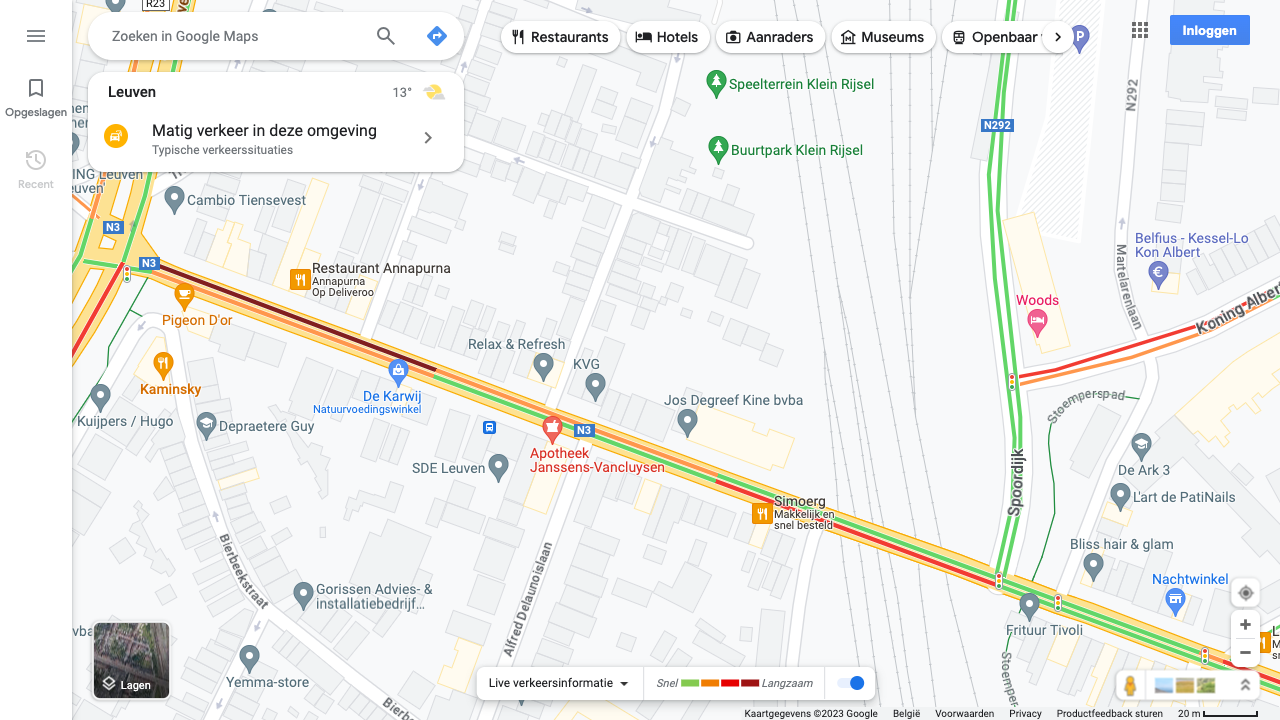 R23
Zoeken in Google Maps
Restaurants
Hotels
Aanraders
Museums
Openbaar
Inloggen
Opgeslagen
Recent
Leuven
13°
Matig verkeer in deze omgeving
Typische verkeerssituaties
Speelterrein Klein Rijsel
Buurtpark Klein Rijsel
N292
N292
ING Leuven
Cambio Tiensevest
N3
N3
Restaurant Annapurna
Annapurna
Op Deliveroo
Pigeon D'or
Belfius - Kessel-Lo
Kon Albert
Martelarenlaan
Koning Albert
Woods
Relax & Refresh
KVG
Kaminsky
De Karwij
Natuurvoedingswinkel
Jos Degreef Kine bvba
Stoemperspad
Kuijpers / Hugo
Depraetere Guy
N3
Apotheek
Janssens-Vancluysen
SDE Leuven
De Ark 3
L'art de PatiNails
Spoordijk
Simoerg
Makkelijk en
snel besteld
Bliss hair & glam
Bierbeekstraat
Alfred Delaunoislaan
Gorissen Advies- &
Installatiebedrijf...
Nachtwinkel
Frituur Tivoli
Yemma-store
Lagen
Live verkeersinformatie
Snel
Langzaam
Kaartgegevens ©2023 Google
België
Voorwaarden
Privacy
Productfeedback sturen
20 m